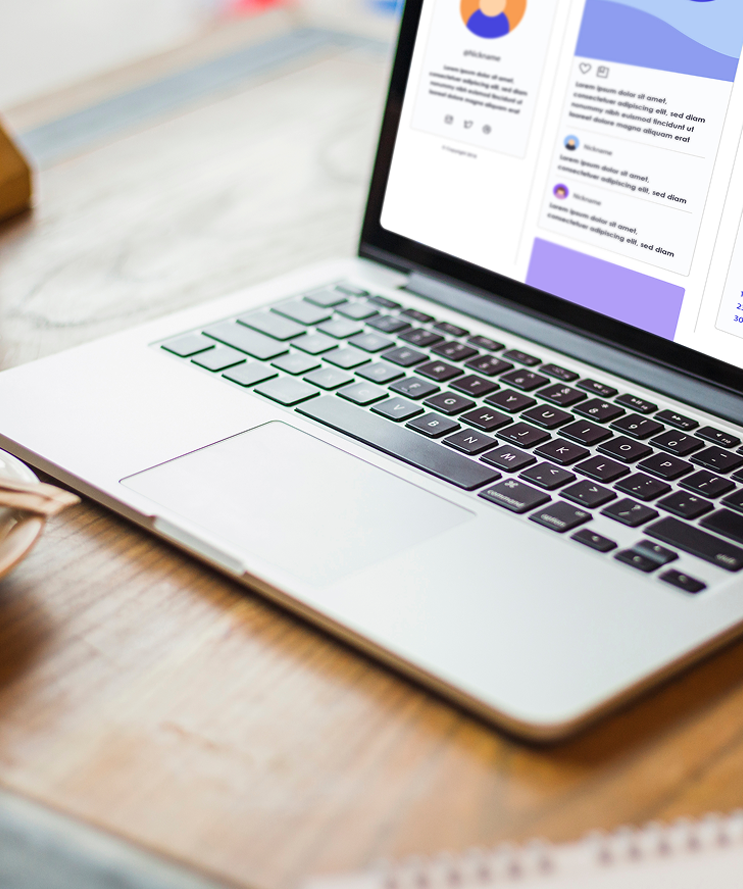 @Nickname
Lorem ipsum dolor sit amet,
consectetur adipiscing elit, sed diam
nonummy nibh euismod tincidunt ut
laoreet dolore magna aliquam erat
Lorem ipsum dolor sit amet,
consectetur adipiscing elit, sed diam
nonummy nibh euismod tincidunt ut
laoreet dolore magna aliquam erat
Nickname
Lorem ipsum dolor sit amet,
consectetur adipiscing elit, sed diam
Nickname
Lorem ipsum dolor sit amet,
consectetur adipiscing elit, sed diam
30
R T Y U I O P
F G H J K L
C V B N M < >
⌘
command
option